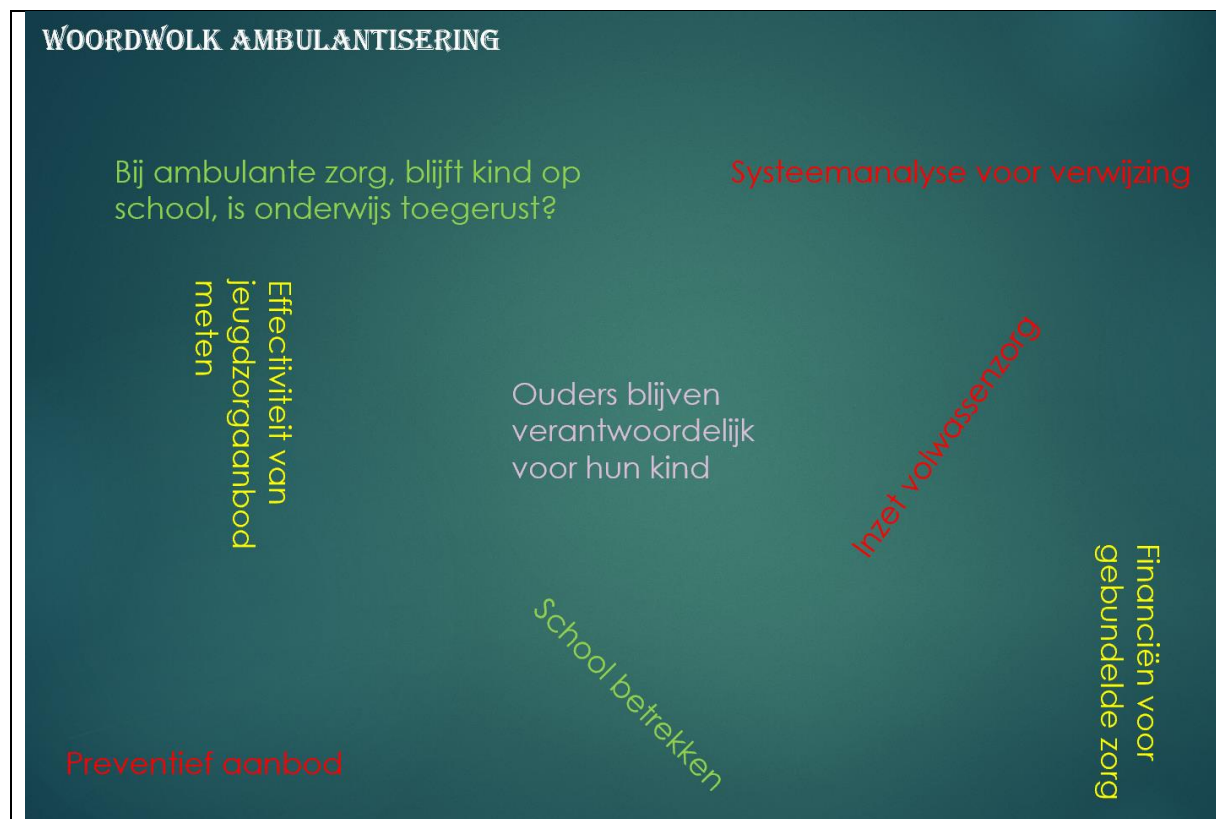 Woordwolk ambulantisering
Bij ambulante zorg, blijft kind op
school, is onderwijs toegerust?
Systeemanalyse voor verwijzing
Effectiviteit van
jeugdzorgaanbod
meten
Ouders blijven
verantwoordelijk
voor hun kind
Inzet volwassenzorg
Financiën voor
gebundelde zorg
School betrekken
Preventief aanbod